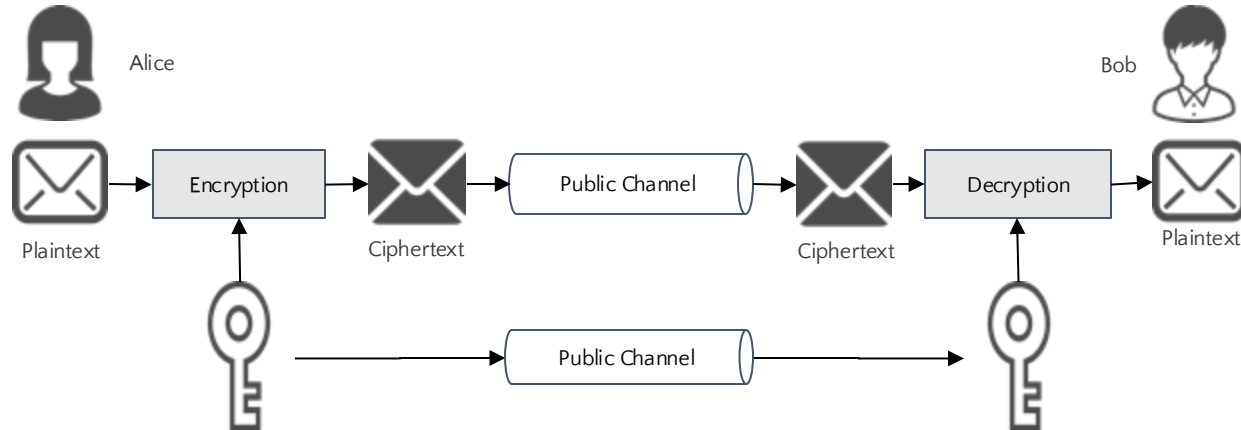 Alice
Bob
Encryption
Public Channel
Decryption
Plaintext
Ciphertext
Ciphertext
Plaintext
Public Channel